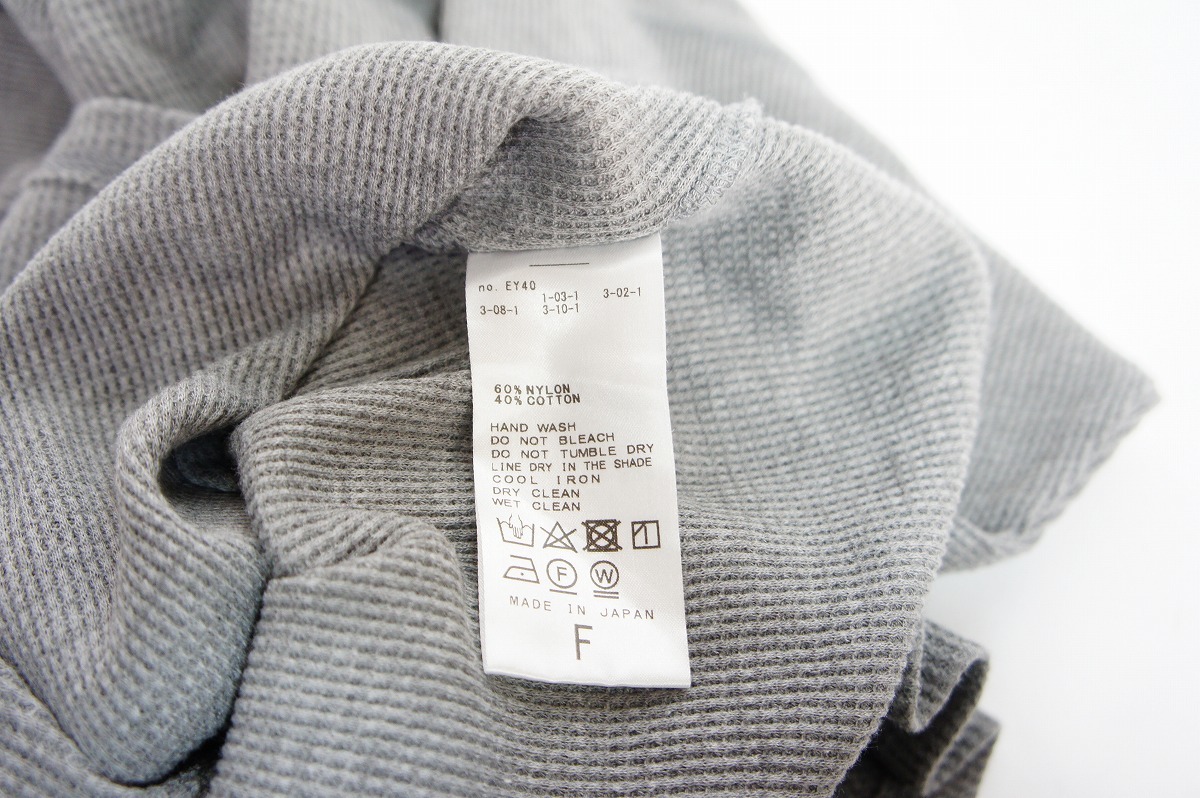 no. EY40
1-03-1 3-02-1
3-08-1 3-10-1
60% NYLON
40% COTTON
HAND WASH
DO NOT BLEACH
DO NOT TUMBLE DRY
LINE DRY IN THE SHADE
COOL IRON
DRY CLEAN
WET CLEAN
F W
MADE IN JAPAN
F